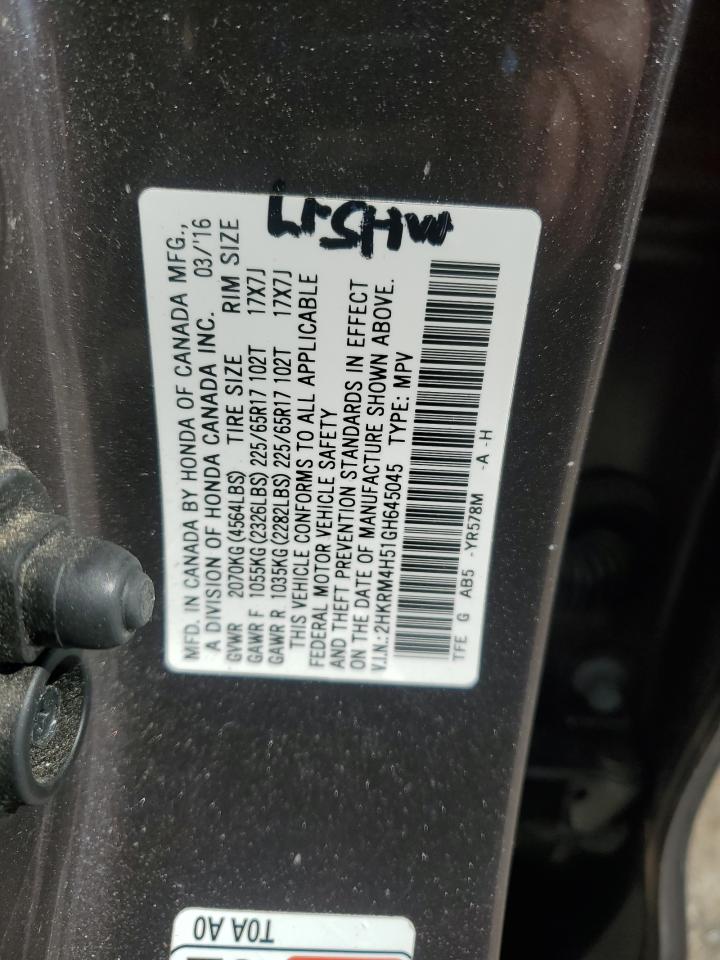 MFD. IN CANADA BY HONDA OF CANADA MFG.,
A DIVISION OF HONDA CANADA INC. 03/'16
GVWR 2070KG(4564LBS) TIRE SIZE RIM SIZE
GAWR F 1055KG(2326LBS) 225/65R17 102T 17X7J
GAWR R 1035KG(2282LBS) 225/65R17 102T 17X7J
THIS VEHICLE CONFORMS TO ALL APPLICABLE
FEDERAL MOTOR VEHICLE SAFETY
AND THEFT PREVENTION STANDARDS IN EFFECT
ON THE DATE OF MANUFACTURE SHOWN ABOVE.
V.I.N.: 2HKRM4H51GH645045 TYPE: MPV
TFE G AB5 -YR578M -A -H
T0A A0